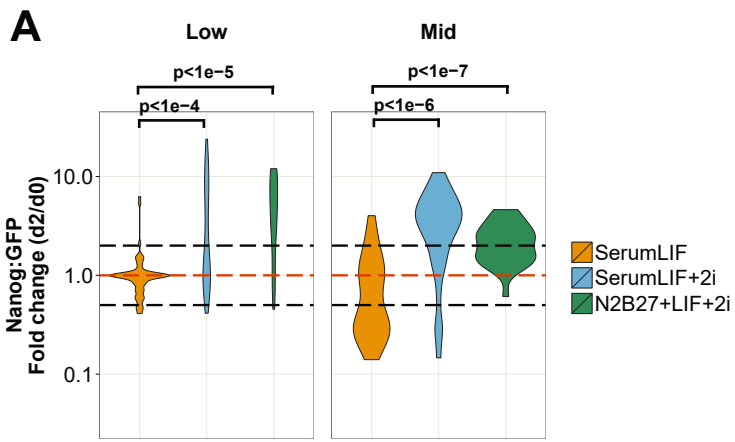 A
Low
Mid
p<1e−5
p<1e−7
p<1e−4
p<1e−6
Nanog:GFP
Fold change (d2/d0)
10.0
1.0
0.1
SerumLIF
SerumLIF+2i
N2B27+LIF+2i